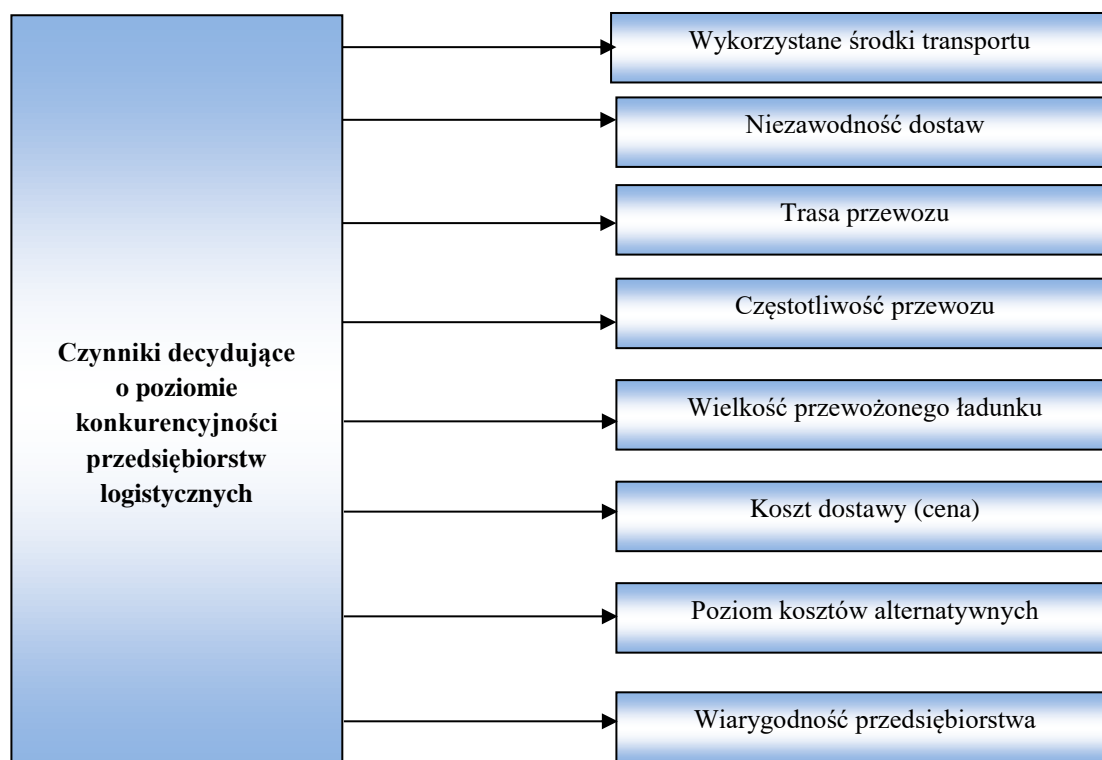 Czynniki decydujące
o poziomie
konkurencyjności
przedsiębiorstw
logistycznych
Wykorzystane środki transportu
Niezawodność dostaw
Trasa przewozu
Częstotliwość przewozu
Wielkość przewożonego ładunku
Koszt dostawy (cena)
Poziom kosztów alternatywnych
Wiarygodność przedsiębiorstwa